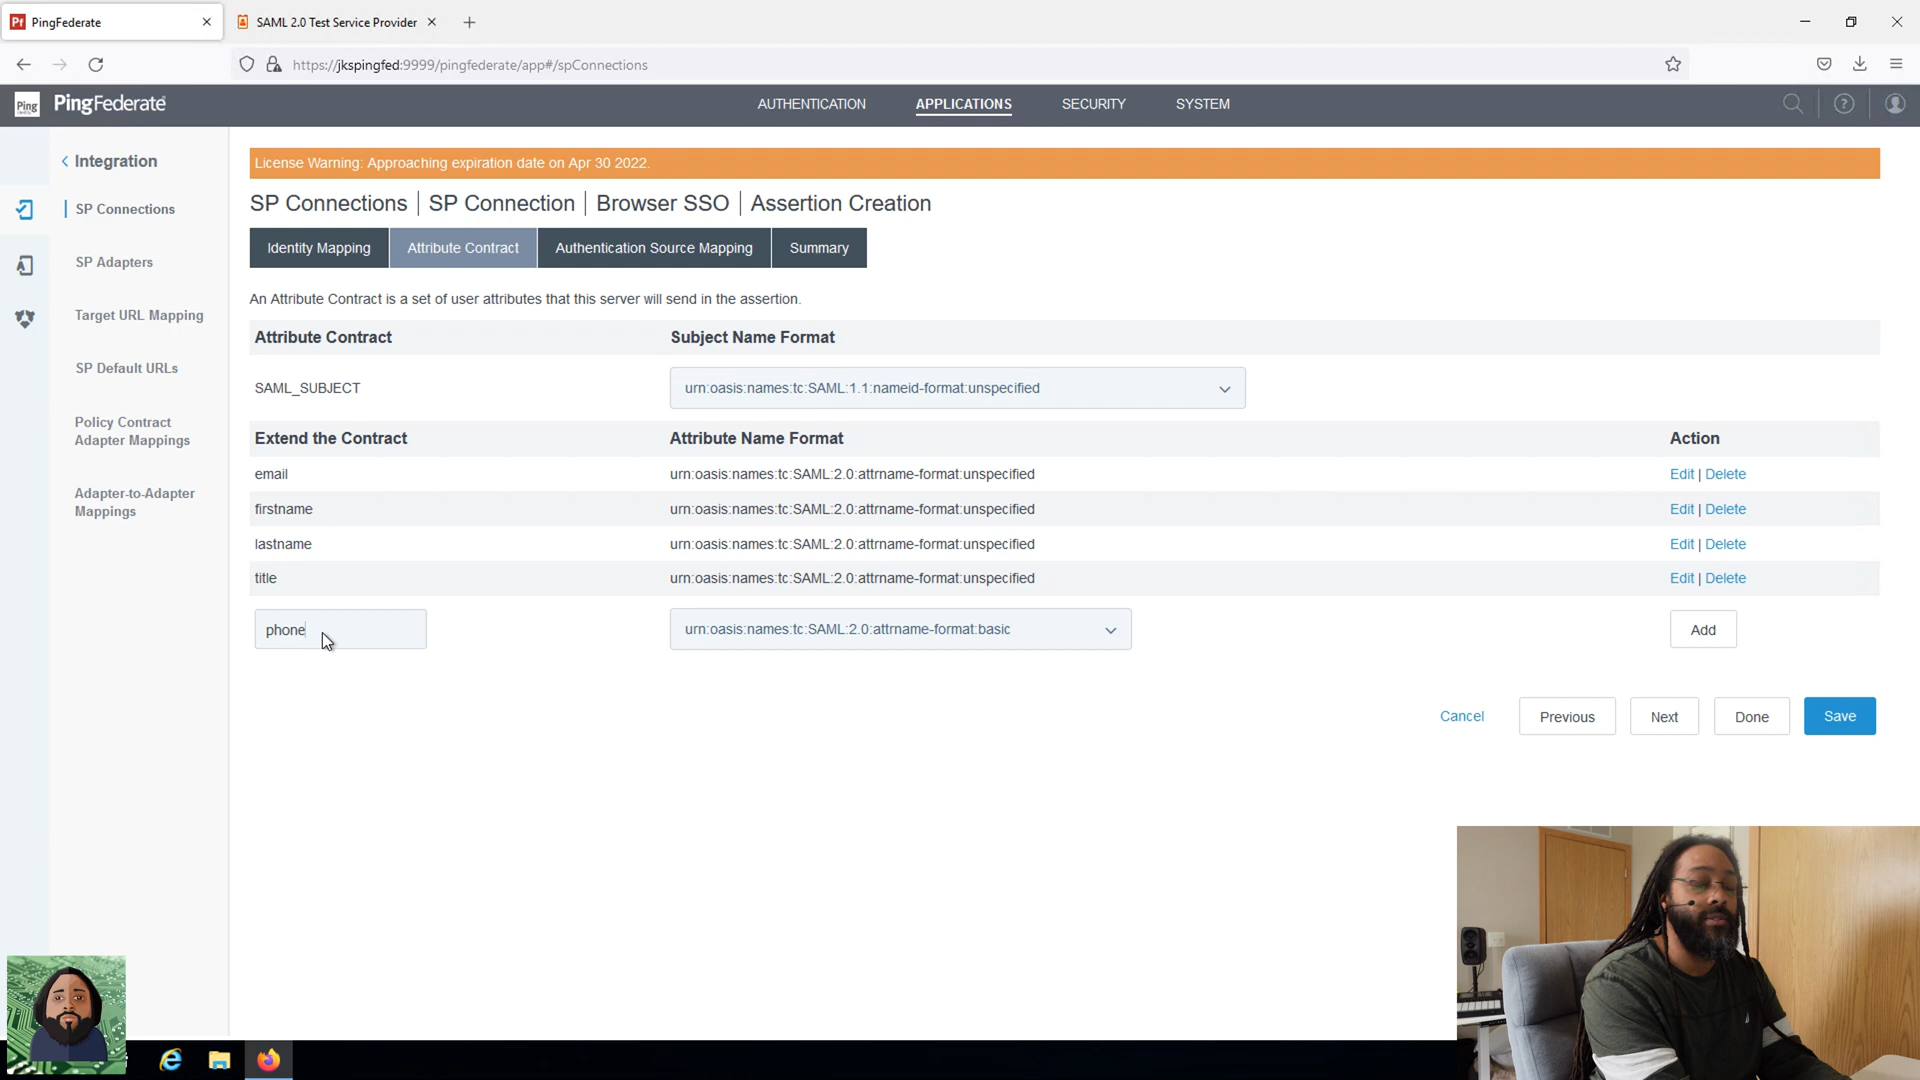 PingFederate
SAML 2.0 Test Service Provider
https://jkspingfed:9999/pingfederate/app#/spConnections
Ping
PingFederate
AUTHENTICATION
APPLICATIONS
SECURITY
SYSTEM
Integration
SP Connections
SP Adapters
Target URL Mapping
SP Default URLs
Policy Contract
Adapter Mappings
Adapter-to-Adapter
Mappings
License Warning: Approaching expiration date on Apr 30 2022.
SP Connections | SP Connection | Browser SSO | Assertion Creation
Identity Mapping
Attribute Contract
Authentication Source Mapping
Summary
An Attribute Contract is a set of user attributes that this server will send in the assertion.
Attribute Contract Subject Name Format
SAML_SUBJECT urn:oasis:names:tc:SAML:1.1:nameid-format:unspecified
Extend the Contract Attribute Name Format Action
email urn:oasis:names:tc:SAML:2.0:attrname-format:unspecified Edit | Delete
firstname urn:oasis:names:tc:SAML:2.0:attrname-format:unspecified Edit | Delete
lastname urn:oasis:names:tc:SAML:2.0:attrname-format:unspecified Edit | Delete
title urn:oasis:names:tc:SAML:2.0:attrname-format:unspecified Edit | Delete
phone urn:oasis:names:tc:SAML:2.0:attrname-format:basic Add
Cancel Previous Next Done Save